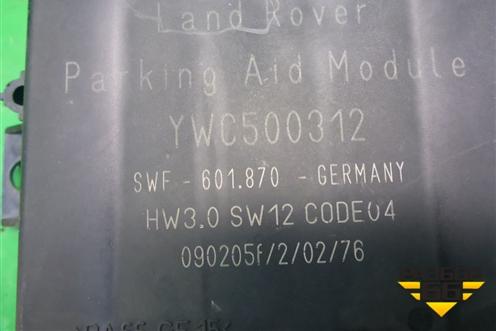 Land Rover
Parking Aid Module
YWC500312
SWF - 601.870 - GERMANY
HW3.0 SW12 CODE04
090205F/2/02/76